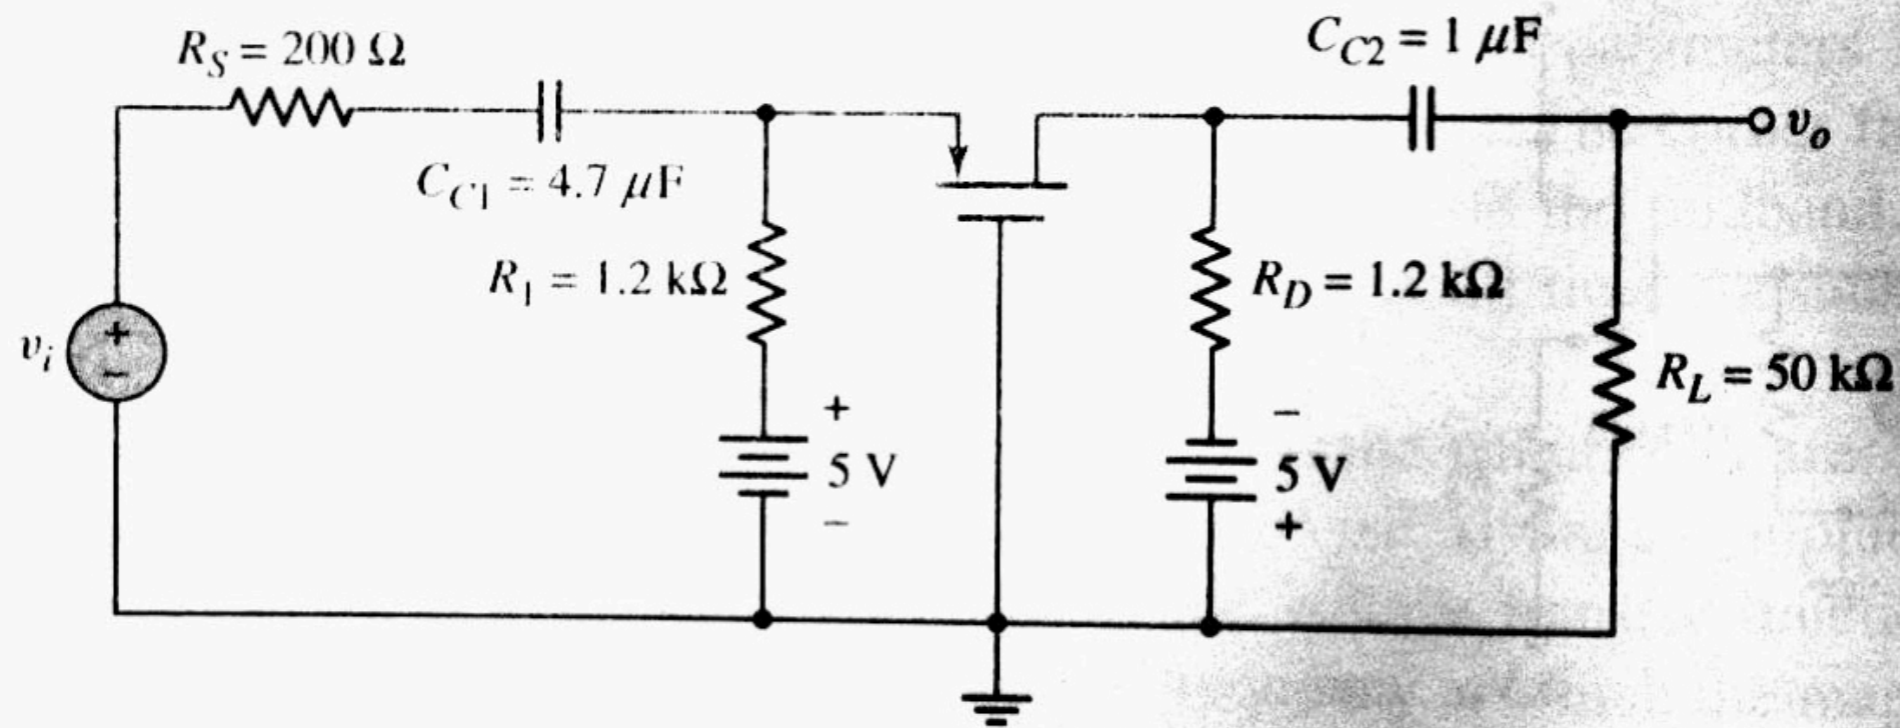 R_S = 200 Ω
C_C2 = 1 μF
v_o
C_C1 = 4.7 μF
R_1 = 1.2 kΩ
R_D = 1.2 kΩ
v_i
+
−
R_L = 50 kΩ
+
5 V
−
−
5 V
+